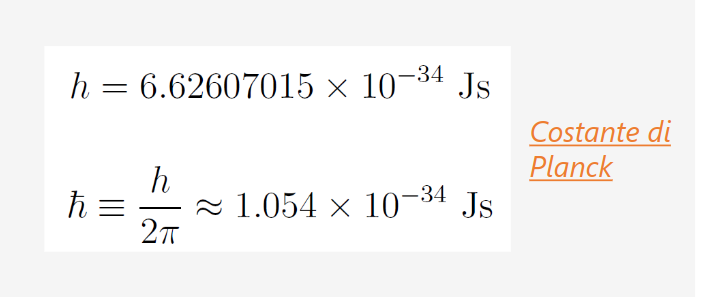 h = 6.62607015 × 10⁻³⁴ Js
Costante di
Planck
ħ ≡ h/2π ≈ 1.054 × 10⁻³⁴ Js